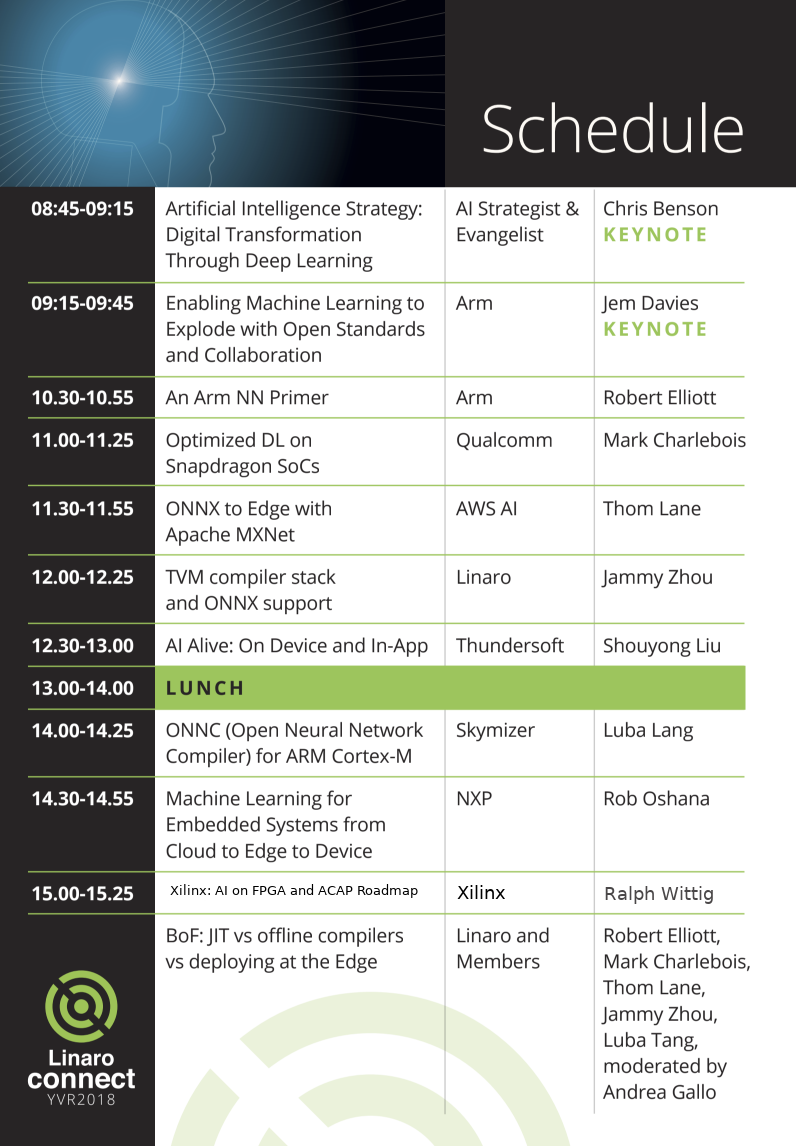 Schedule
08:45-09:15 Artificial Intelligence Strategy: AI Strategist & Chris Benson
Digital Transformation Evangelist KEYNOTE
Through Deep Learning
09:15-09:45 Enabling Machine Learning to Arm Jem Davies
Explode with Open Standards KEYNOTE
and Collaboration
10.30-10.55 An Arm NN Primer Arm Robert Elliott
11.00-11.25 Optimized DL on Qualcomm Mark Charlebois
Snapdragon SoCs
11.30-11.55 ONNX to Edge with AWS AI Thom Lane
Apache MXNet
12.00-12.25 TVM compiler stack Linaro Jammy Zhou
and ONNX support
12.30-13.00 AI Alive: On Device and In-App Thundersoft Shouyong Liu
13.00-14.00 LUNCH
14.00-14.25 ONNC (Open Neural Network Skymizer Luba Lang
Compiler) for ARM Cortex-M
14.30-14.55 Machine Learning for NXP Rob Oshana
Embedded Systems from
Cloud to Edge to Device
15.00-15.25 Xilinx: AI on FPGA and ACAP Roadmap Xilinx Ralph Wittig
BoF: JIT vs offline compilers Linaro and Robert Elliott,
vs deploying at the Edge Members Mark Charlebois,
Thom Lane,
Jammy Zhou,
Luba Tang,
moderated by
Andrea Gallo
Linaro
connect
YVR2018